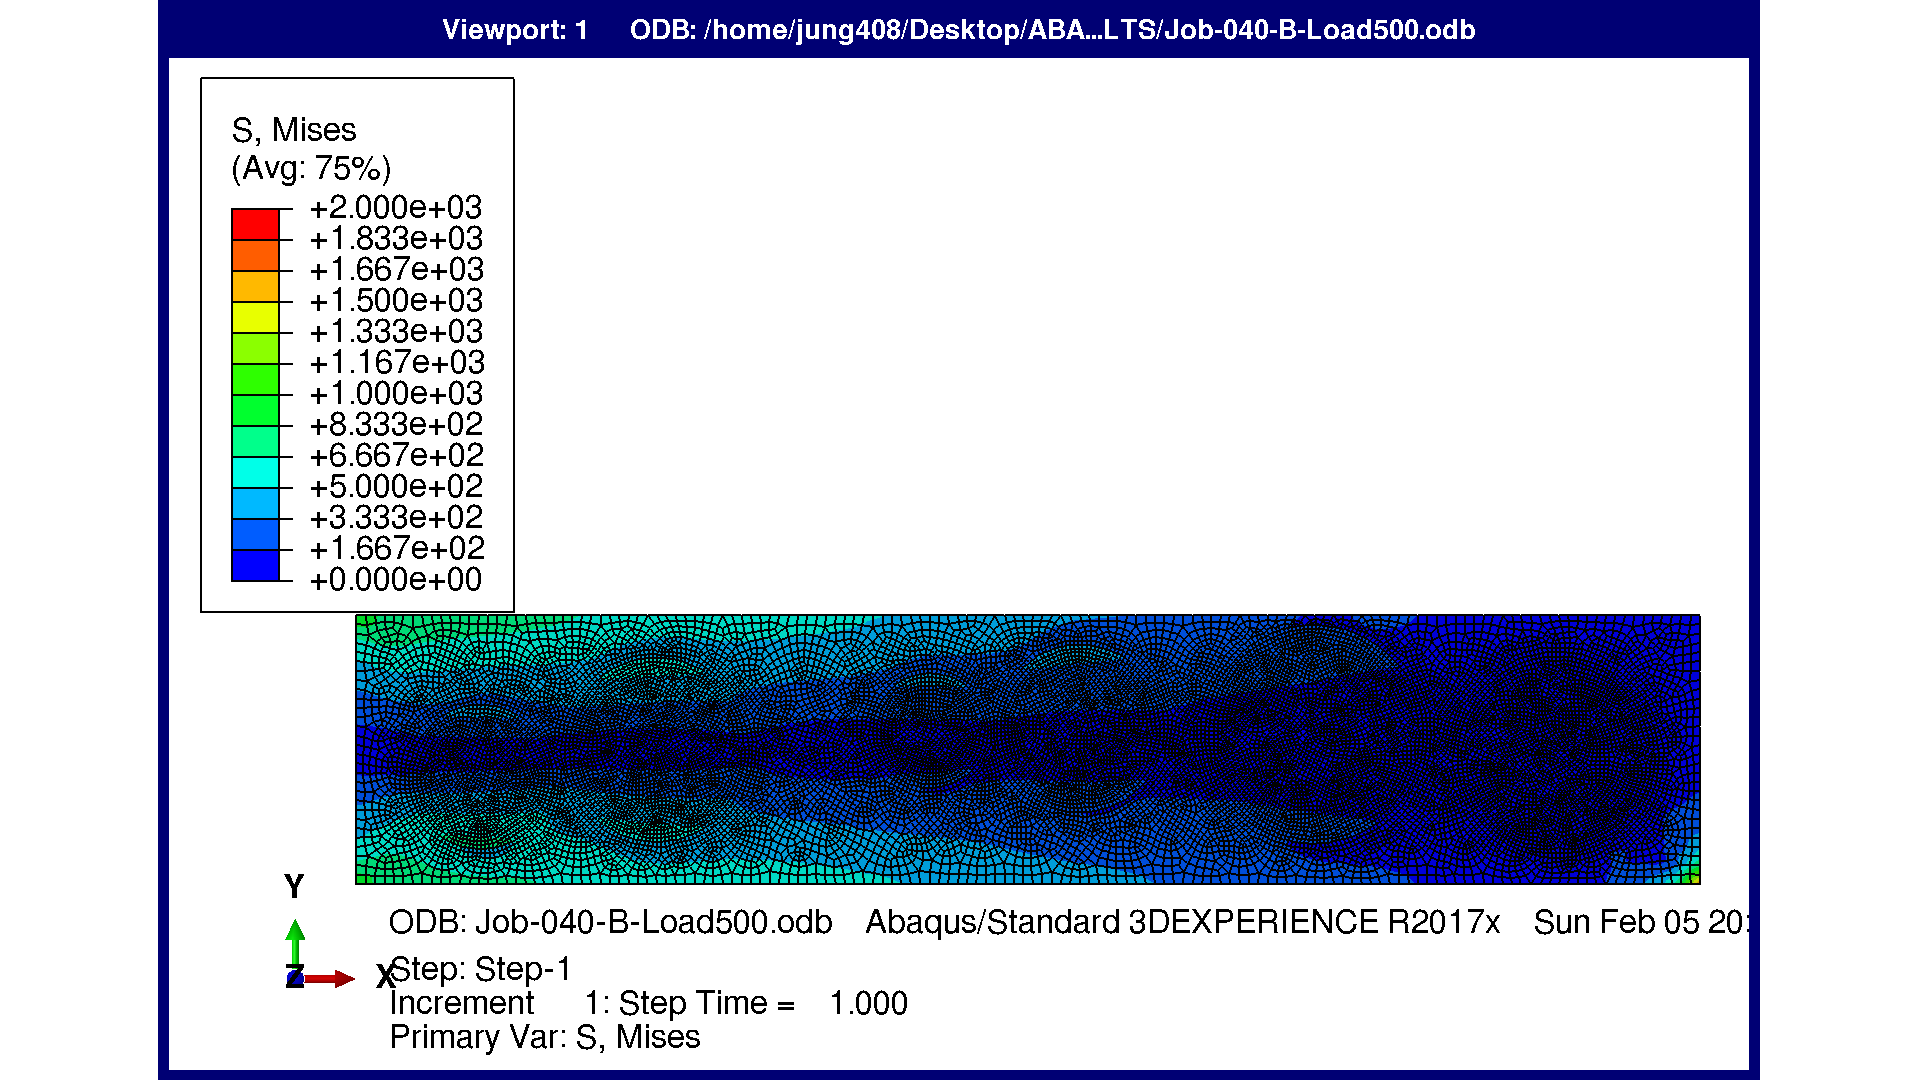 Viewport: 1 ODB: /home/jung408/Desktop/ABA...LTS/Job-040-B-Load500.odb
S, Mises
(Avg: 75%)
+2.000e+03
+1.833e+03
+1.667e+03
+1.500e+03
+1.333e+03
+1.167e+03
+1.000e+03
+8.333e+02
+6.667e+02
+5.000e+02
+3.333e+02
+1.667e+02
+0.000e+00
Y
Z X
ODB: Job-040-B-Load500.odb Abaqus/Standard 3DEXPERIENCE R2017x Sun Feb 05 20:
Step: Step-1
Increment 1: Step Time = 1.000
Primary Var: S, Mises